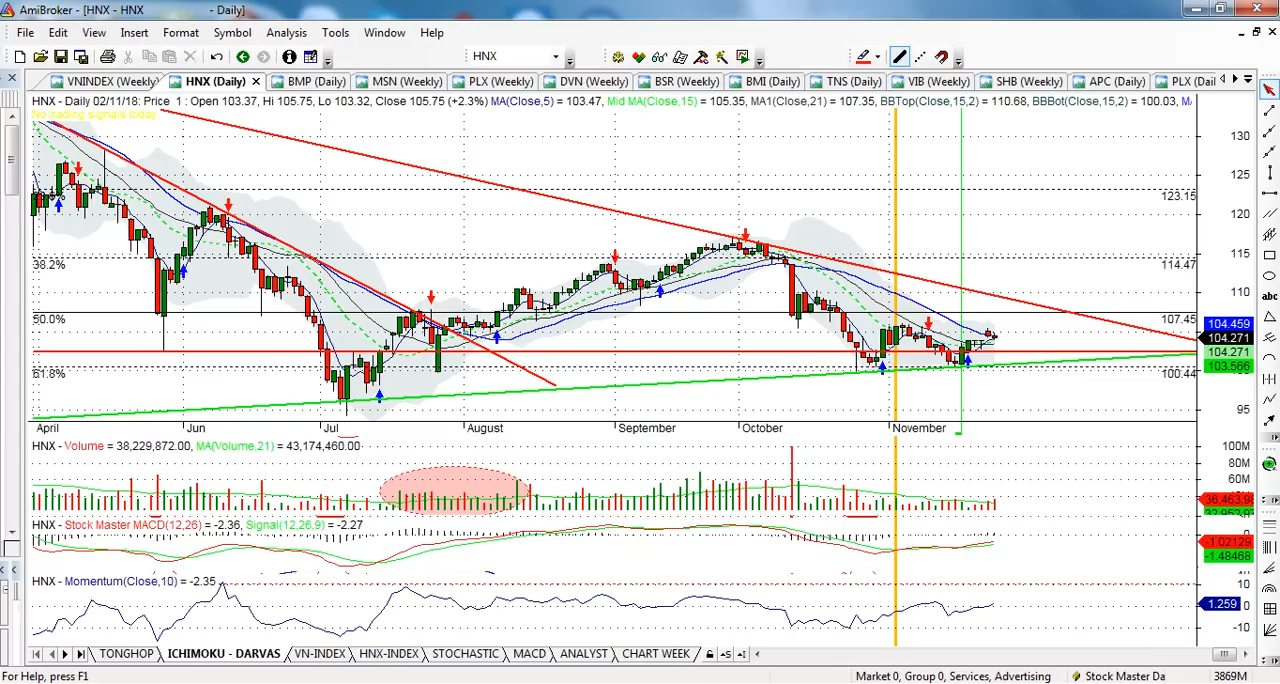 AmiBroker - [HNX - HNX - Daily]
File Edit View Insert Format Symbol Analysis Tools Window Help
HNX
VNINDEX (Weekly) HNX (Daily) BMP (Daily) MSN (Weekly) PLX (Weekly) DVN (Weekly) BSR (Weekly) BMI (Daily) TNS (Daily) VIB (Weekly) SHB (Weekly) APC (Daily) PLX (Dail
HNX - Daily 02/11/18: Price 1: Open 103.37, Hi 105.75, Lo 103.32, Close 105.75 (+2.3%) MA(Close,5) = 103.47, Mid MA(Close,15) = 105.35, MA1(Close,21) = 107.35, BBTop(Close,15,2) = 110.68, BBBot(Close,15,2) = 100.03,
No trading signals today
130
125
123.15
120
115
38.2%
114.47
110
50.0%
107.45
104.459
104.271
104.271
103.566
61.8%
100.44
95
April Jun Jul August September October November
HNX - Volume = 38,229,872.00, MA(Volume,21) = 43,174,460.00
100M
80M
60M
HNX - Stock Master MACD(12,26) = -2.36, Signal(12,26,9) = -2.27
-1.02129
-1.48468
HNX - Momentum(Close,10) = -2.35
10
1.259
0
-10
TONGHOP ICHIMOKU - DARVAS VN-INDEX HNX-INDEX STOCHASTIC MACD ANALYST CHART WEEK
For Help, press F1 Market 0, Group 0, Services, Advertising Stock Master Da 3869M